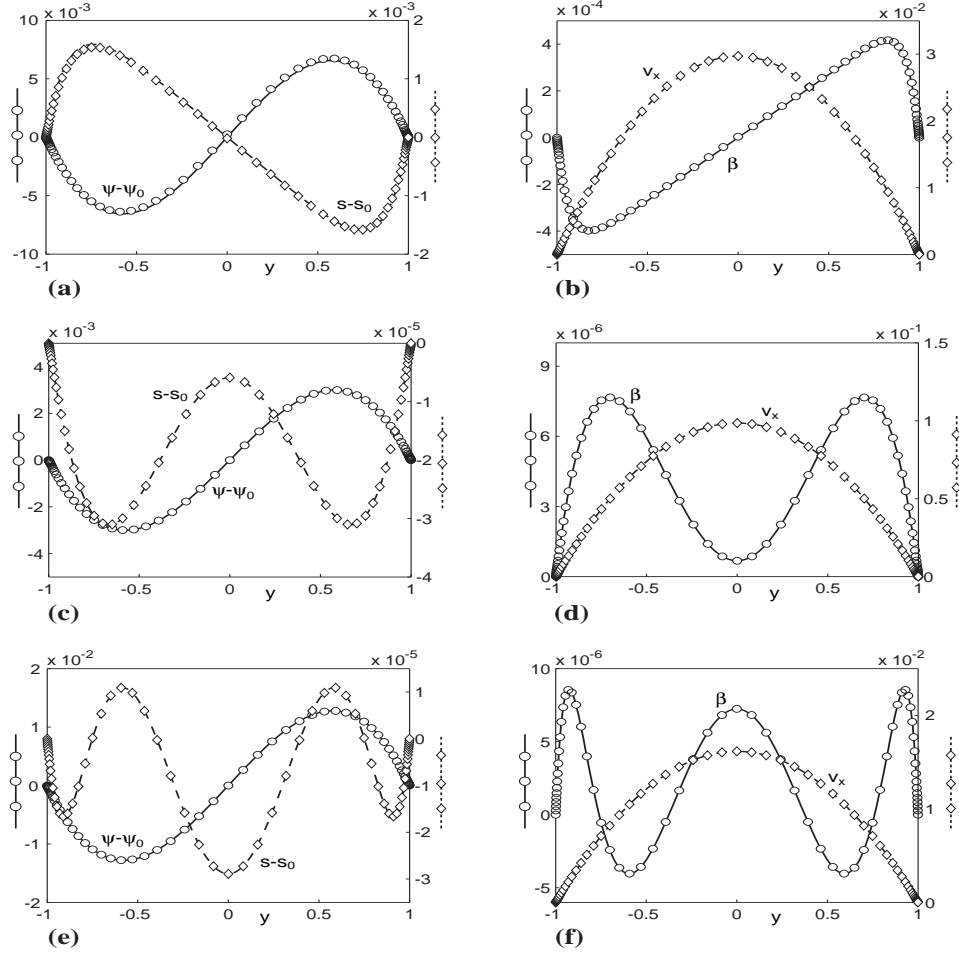 x 10⁻³ x 10⁻³
10 2
5 1
0 0
-5 -1
-10 -2
ψ-ψ₀
s-s₀
-1 -0.5 0 0.5 1
y
(a)
x 10⁻⁴ x 10⁻²
4 3
2
0 2
-2 1
-4 0
vₓ
β
-1 -0.5 0 0.5 1
y
(b)
x 10⁻³ x 10⁻⁵
4 0
2 -1
0 -2
-2 -3
-4 -4
s-s₀
ψ-ψ₀
-1 -0.5 0 0.5 1
y
(c)
x 10⁻⁶ x 10⁻¹
9 1.5
6 1
3 0.5
0 0
β
vₓ
-1 -0.5 0 0.5 1
y
(d)
x 10⁻² x 10⁻⁵
2 1
1 0
0 -1
-1 -2
-2 -3
ψ-ψ₀
s-s₀
-1 -0.5 0 0.5 1
y
(e)
x 10⁻⁶ x 10⁻²
10 2
5
0 1
-5 0
β
vₓ
-1 -0.5 0 0.5 1
y
(f)